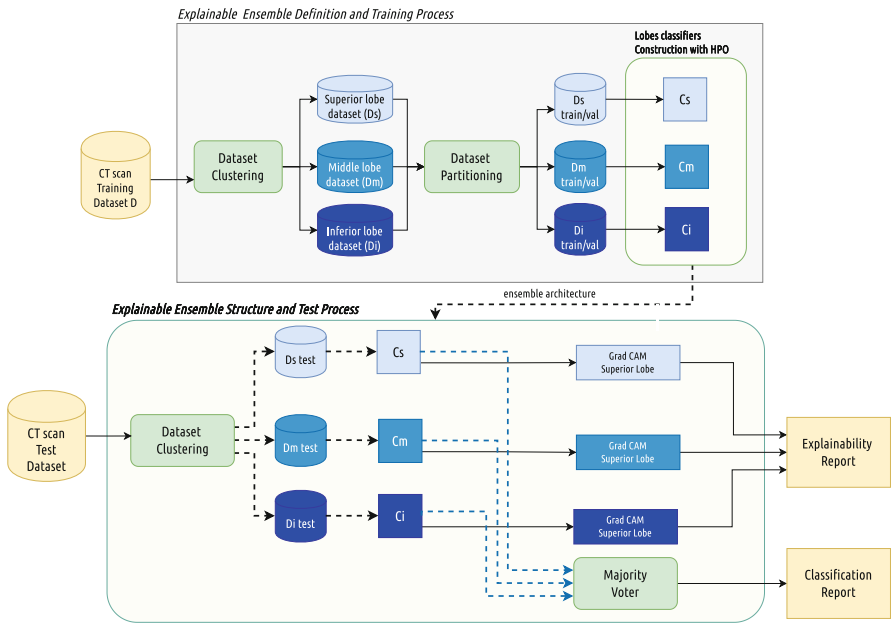 Explainable Ensemble Definition and Training Process
Lobes classifiers
Construction with HPO
Superior lobe
dataset (Ds)
Ds
train/val
Cs
CT scan
Training
Dataset D
Dataset
Clustering
Middle lobe
dataset (Dm)
Dataset
Partitioning
Dm
train/val
Cm
Inferior lobe
dataset (Di)
Di
train/val
Ci
ensemble architecture
Explainable Ensemble Structure and Test Process
Ds test
Cs
Grad CAM
Superior Lobe
CT scan
Test
Dataset
Dataset
Clustering
Dm test
Cm
Grad CAM
Superior Lobe
Explainability
Report
Di test
Ci
Grad CAM
Superior Lobe
Majority
Voter
Classification
Report